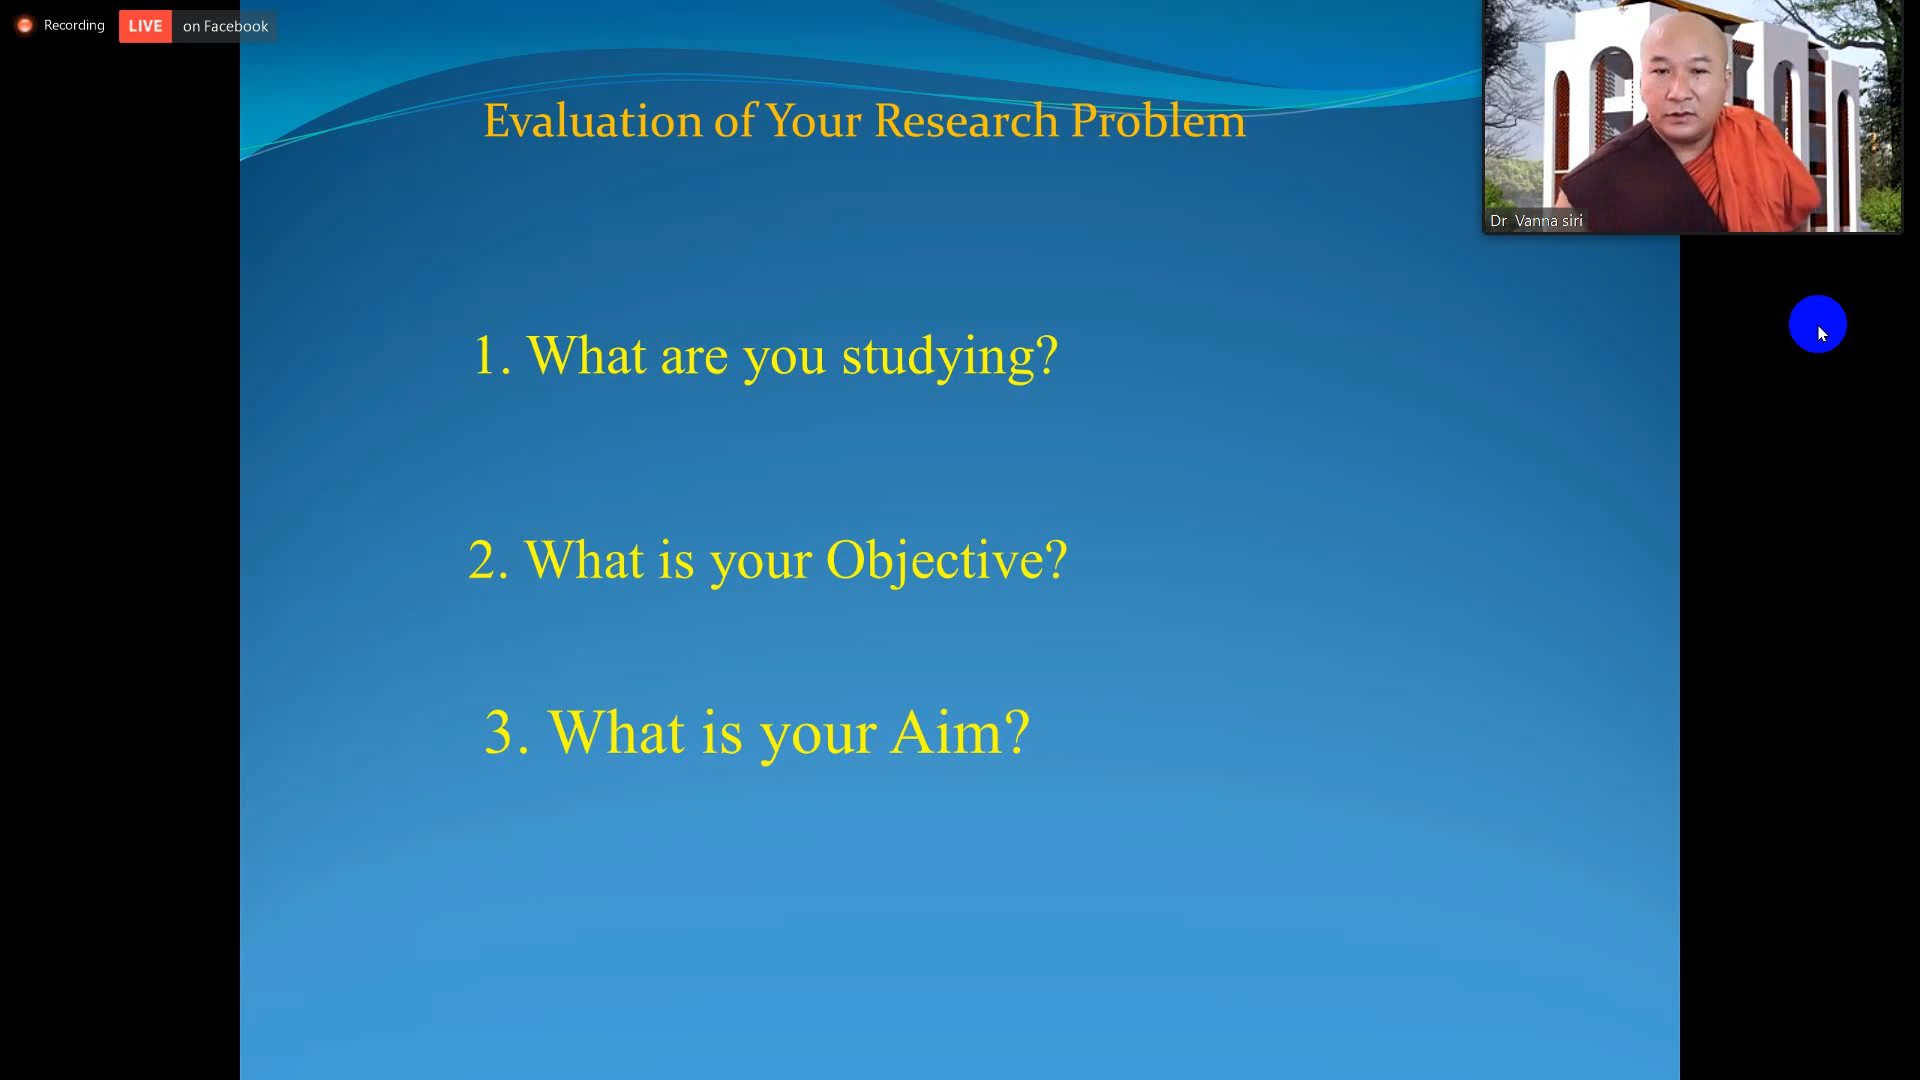 Recording
LIVE on Facebook
Evaluation of Your Research Problem
Dr Vanna siri
1. What are you studying?
2. What is your Objective?
3. What is your Aim?